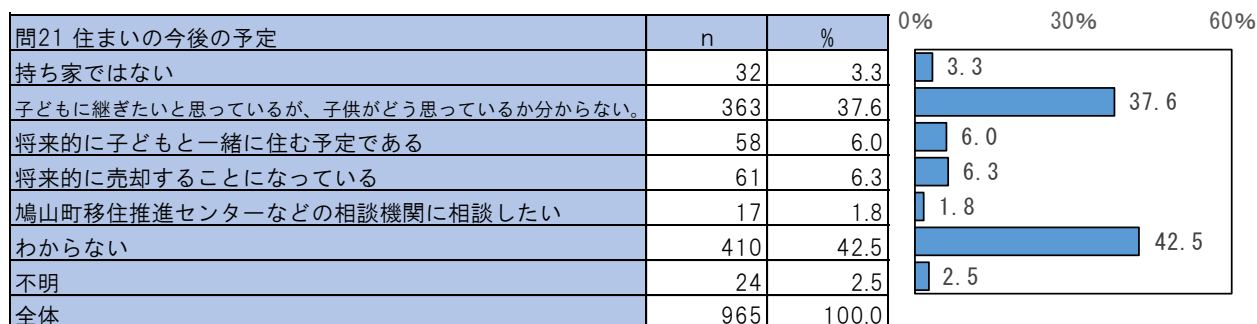 問21 住まいの今後の予定 n %
持ち家ではない 32 3.3
子どもに継ぎたいと思っているが、子供がどう思っているか分からない。 363 37.6
将来的に子どもと一緒に住む予定である 58 6.0
将来的に売却することになっている 61 6.3
鳩山町移住推進センターなどの相談機関に相談したい 17 1.8
わからない 410 42.5
不明 24 2.5
全体 965 100.0
0% 30% 60%
3.3
37.6
6.0
6.3
1.8
42.5
2.5